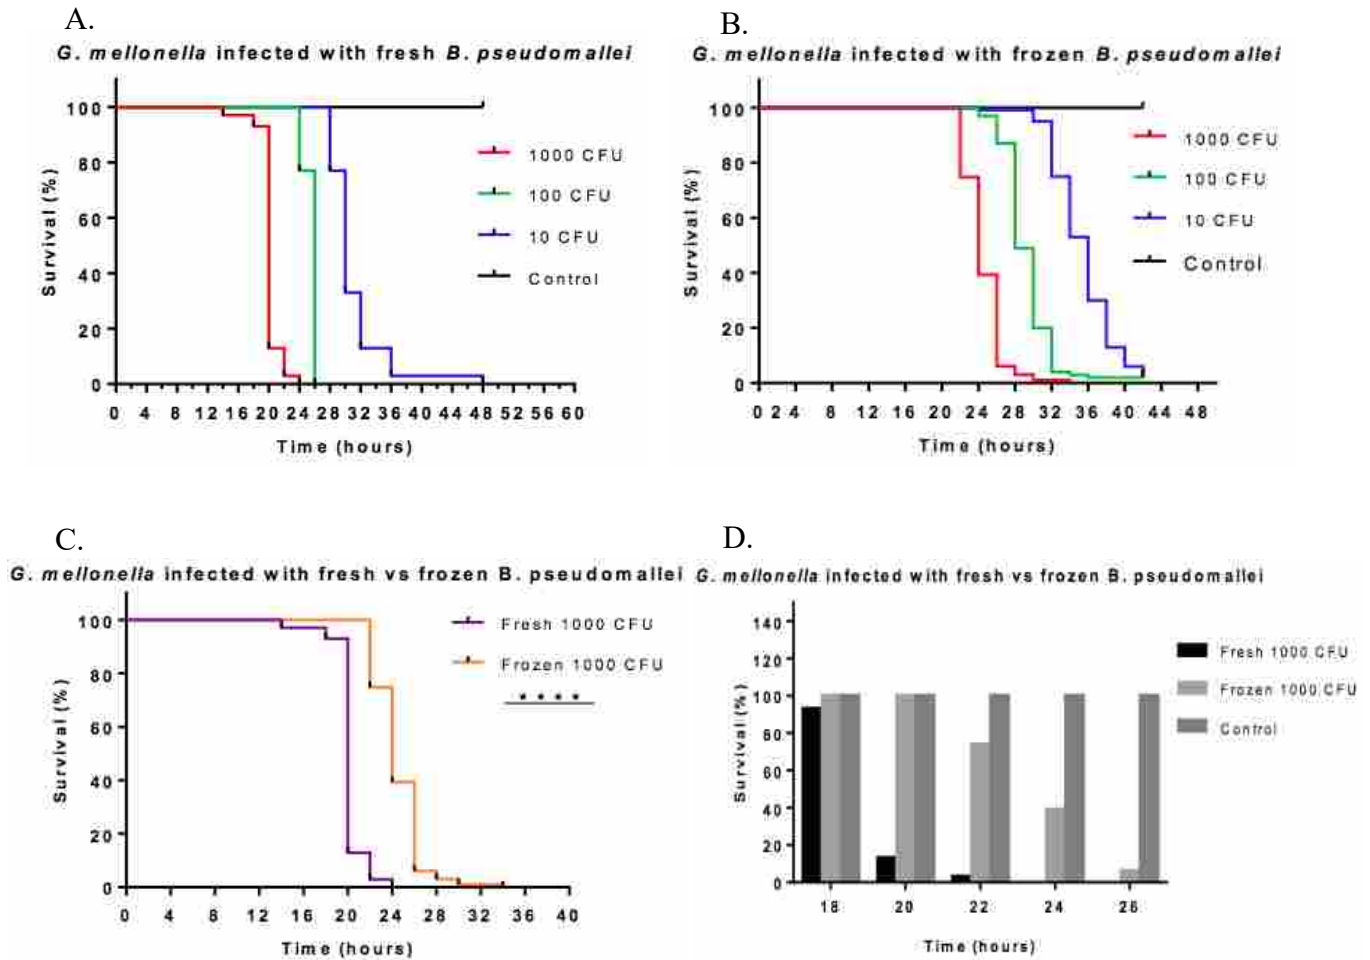 A.
G. mellonella infected with fresh B. pseudomallei
100
80
60
40
20
0
Survival (%)
1000 CFU
100 CFU
10 CFU
Control
0 4 8 12 16 20 24 28 32 36 40 44 48 52 56 60
Time (hours)
B.
G. mellonella infected with frozen B. pseudomallei
100
80
60
40
20
0
Survival (%)
1000 CFU
100 CFU
10 CFU
Control
0 2 4 8 12 16 20 24 28 32 36 40 44 48
Time (hours)
C.
G. mellonella infected with fresh vs frozen B. pseudomallei
100
80
60
40
20
0
Survival (%)
Fresh 1000 CFU
Frozen 1000 CFU
****
0 4 8 12 16 20 24 28 32 36 40
Time (hours)
D.
G. mellonella infected with fresh vs frozen B. pseudomallei
140
120
100
80
60
40
20
0
Survival (%)
Fresh 1000 CFU
Frozen 1000 CFU
Control
18 20 22 24 26
Time (hours)